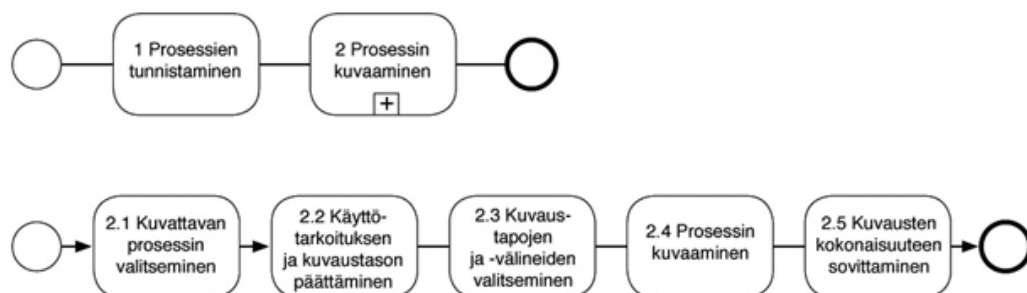 1 Prosessien
tunnistaminen
2 Prosessin
kuvaaminen
+
2.1 Kuvattavan
prosessin
valitseminen
2.2 Käyttö-
tarkoituksen
ja kuvaustason
päättäminen
2.3 Kuvaus-
tapojen
ja -välineiden
valitseminen
2.4 Prosessin
kuvaaminen
2.5 Kuvausten
kokonaisuuteen
sovittaminen